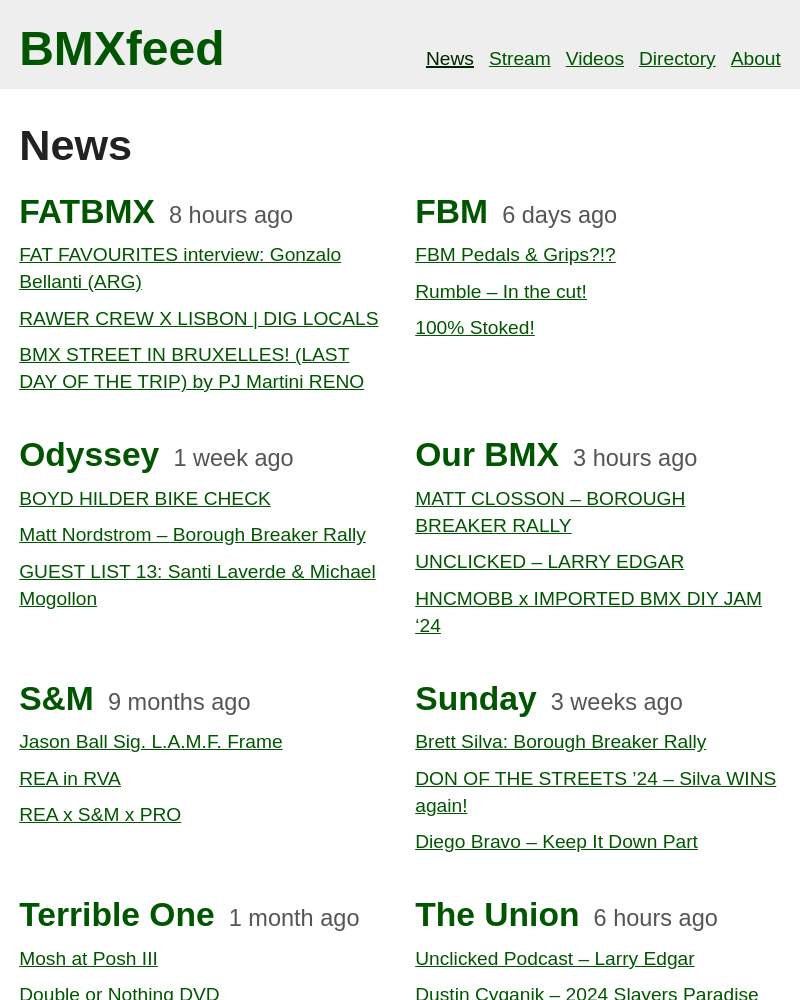 BMXfeed
News Stream Videos Directory About
News
FATBMX 8 hours ago
FAT FAVOURITES interview: Gonzalo
Bellanti (ARG)
RAWER CREW X LISBON | DIG LOCALS
BMX STREET IN BRUXELLES! (LAST
DAY OF THE TRIP) by PJ Martini RENO
FBM 6 days ago
FBM Pedals & Grips?!?
Rumble – In the cut!
100% Stoked!
Odyssey 1 week ago
BOYD HILDER BIKE CHECK
Matt Nordstrom – Borough Breaker Rally
GUEST LIST 13: Santi Laverde & Michael
Mogollon
Our BMX 3 hours ago
MATT CLOSSON – BOROUGH
BREAKER RALLY
UNCLICKED – LARRY EDGAR
HNCMOBB x IMPORTED BMX DIY JAM
‘24
S&M 9 months ago
Jason Ball Sig. L.A.M.F. Frame
REA in RVA
REA x S&M x PRO
Sunday 3 weeks ago
Brett Silva: Borough Breaker Rally
DON OF THE STREETS ’24 – Silva WINS
again!
Diego Bravo – Keep It Down Part
Terrible One 1 month ago
Mosh at Posh III
Double or Nothing DVD
The Union 6 hours ago
Unclicked Podcast – Larry Edgar
Dustin Cyganik – 2024 Slayers Paradise